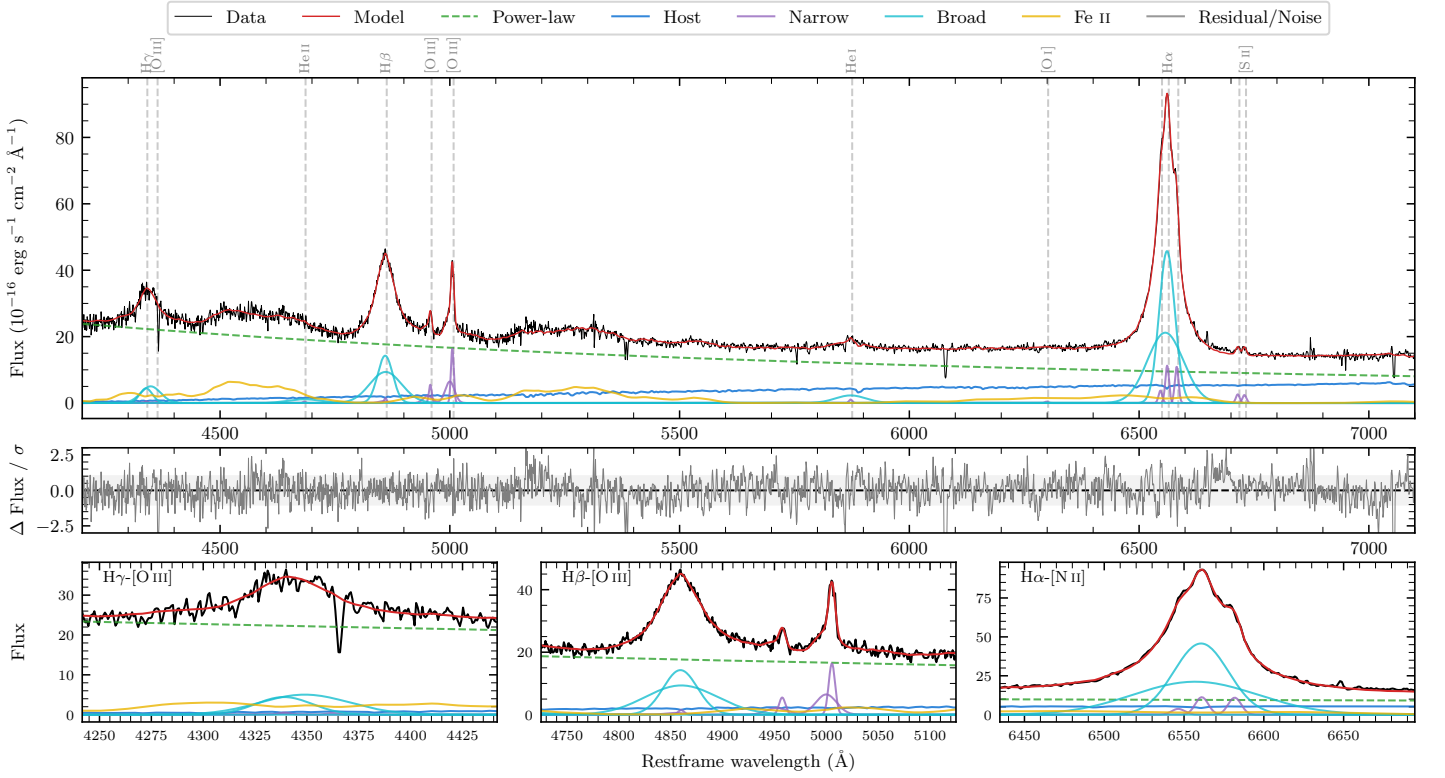 Data Model Power-law Host Narrow Broad Fe II Residual/Noise
Hγ [O III] He II Hβ [O III] [O III] He I [O I] Hα [S II]
Flux (10⁻¹⁶ erg s⁻¹ cm⁻² Å⁻¹)
80
60
40
20
0
4500 5000 5500 6000 6500 7000
Δ Flux / σ
2.5
0.0
−2.5
4500 5000 5500 6000 6500 7000
Flux
Hγ-[O III]
30
20
10
0
4250 4275 4300 4325 4350 4375 4400 4425
Hβ-[O III]
40
20
0
4750 4800 4850 4900 4950 5000 5050 5100
Hα-[N II]
75
50
25
0
6450 6500 6550 6600 6650
Restframe wavelength (Å)